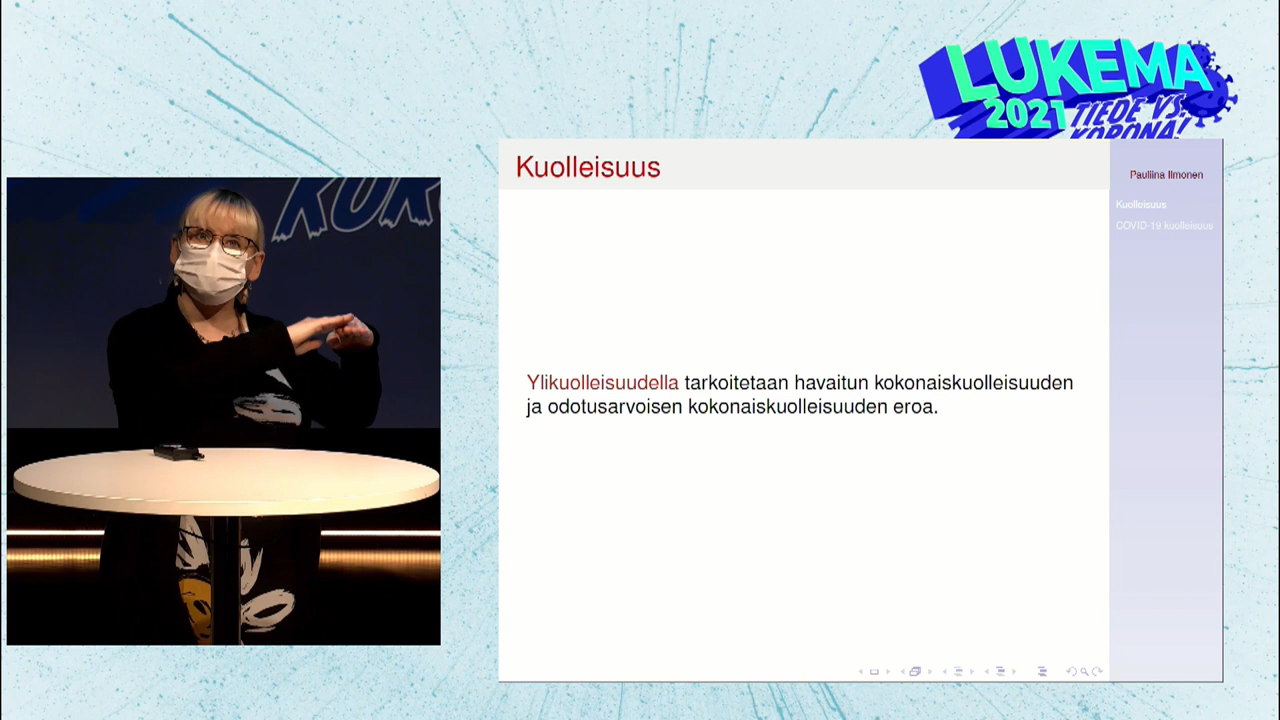 LUKEMA
2021 TIEDE VS.
KORONA!
Kuolleisuus
Pauliina Ilmonen
Kuolleisuus
COVID-19 kuolleisuus
Ylikuolleisuudella tarkoitetaan havaitun kokonaiskuolleisuuden
ja odotusarvoisen kokonaiskuolleisuuden eroa.